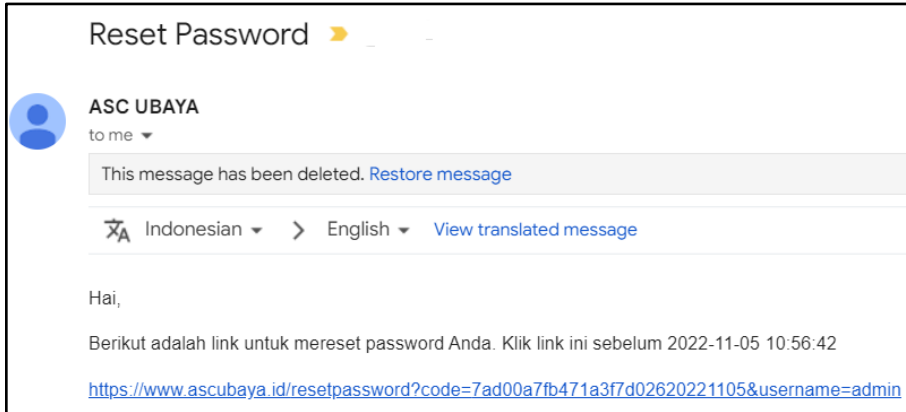 Reset Password
ASC UBAYA
to me
This message has been deleted. Restore message
Indonesian > English View translated message
Hai,
Berikut adalah link untuk mereset password Anda. Klik link ini sebelum 2022-11-05 10:56:42
https://www.ascubaya.id/resetpassword?code=7ad00a7fb471a3f7d02620221105&username=admin